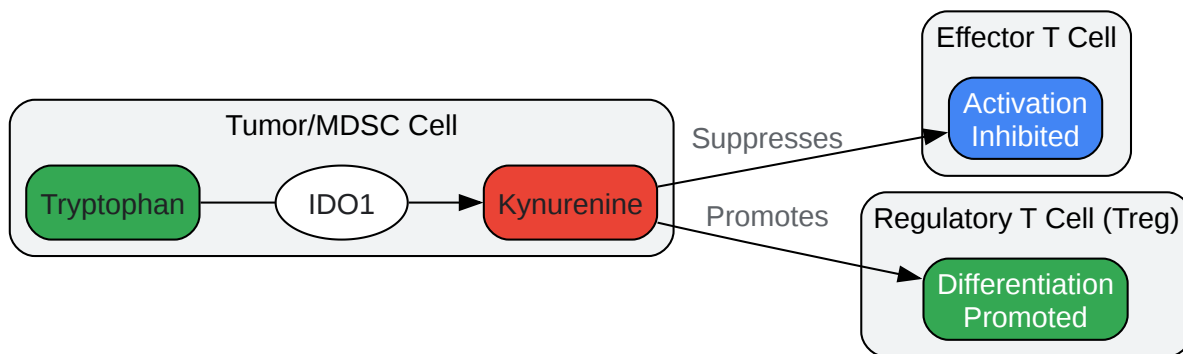 Effector T Cell
Activation
Inhibited
Tumor/MDSC Cell
Suppresses
Tryptophan
IDO1
Kynurenine
Promotes
Regulatory T Cell (Treg)
Differentiation
Promoted